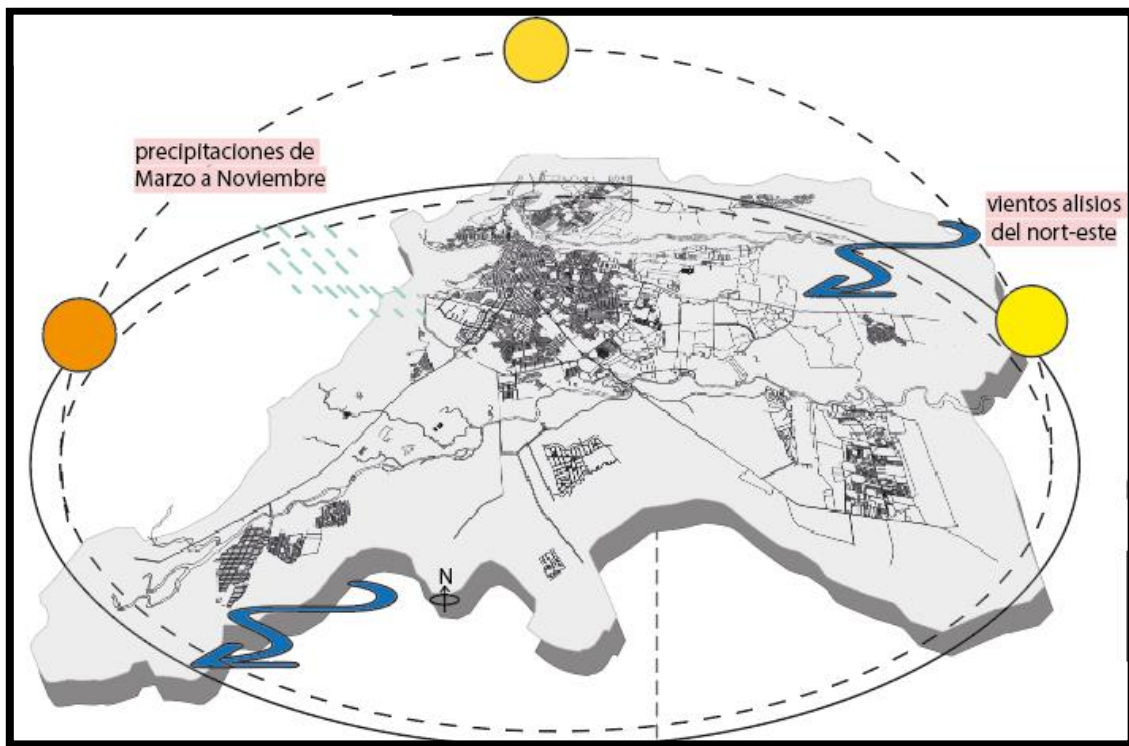 precipitaciones de
Marzo a Noviembre
vientos alisios
del nort-este
N